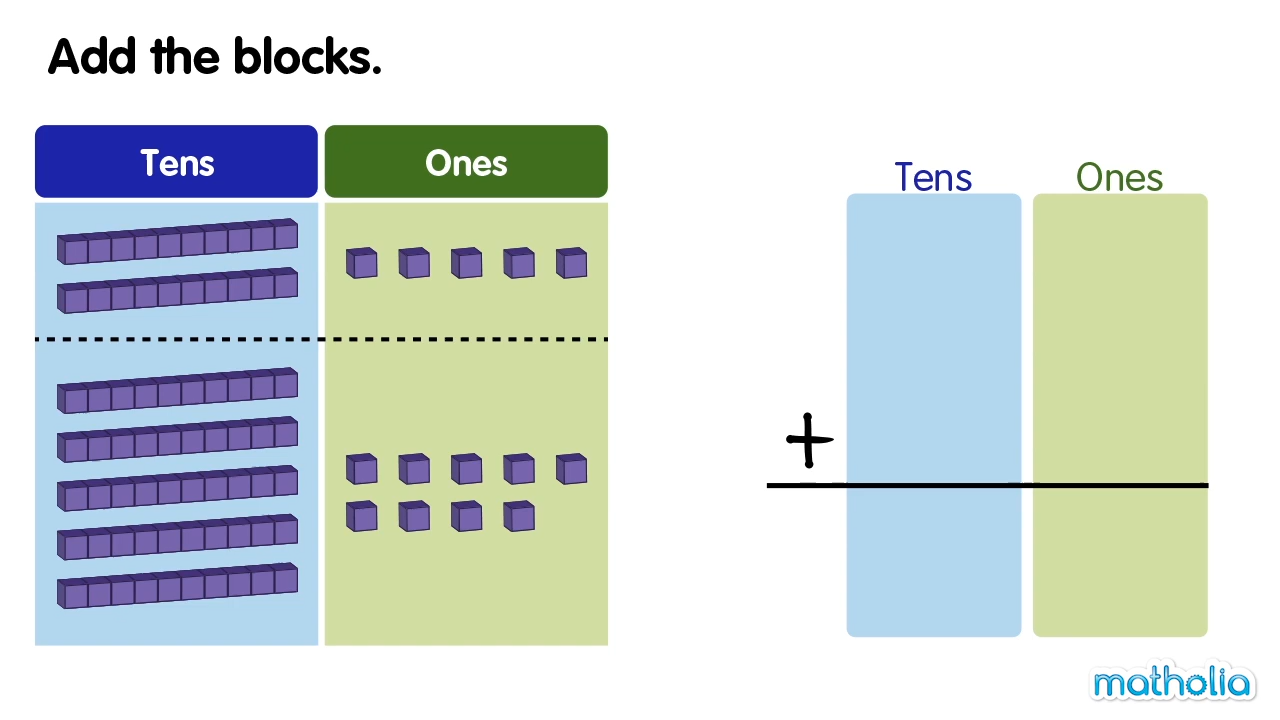 Add the blocks.
Tens Ones
Tens Ones
+
matholia